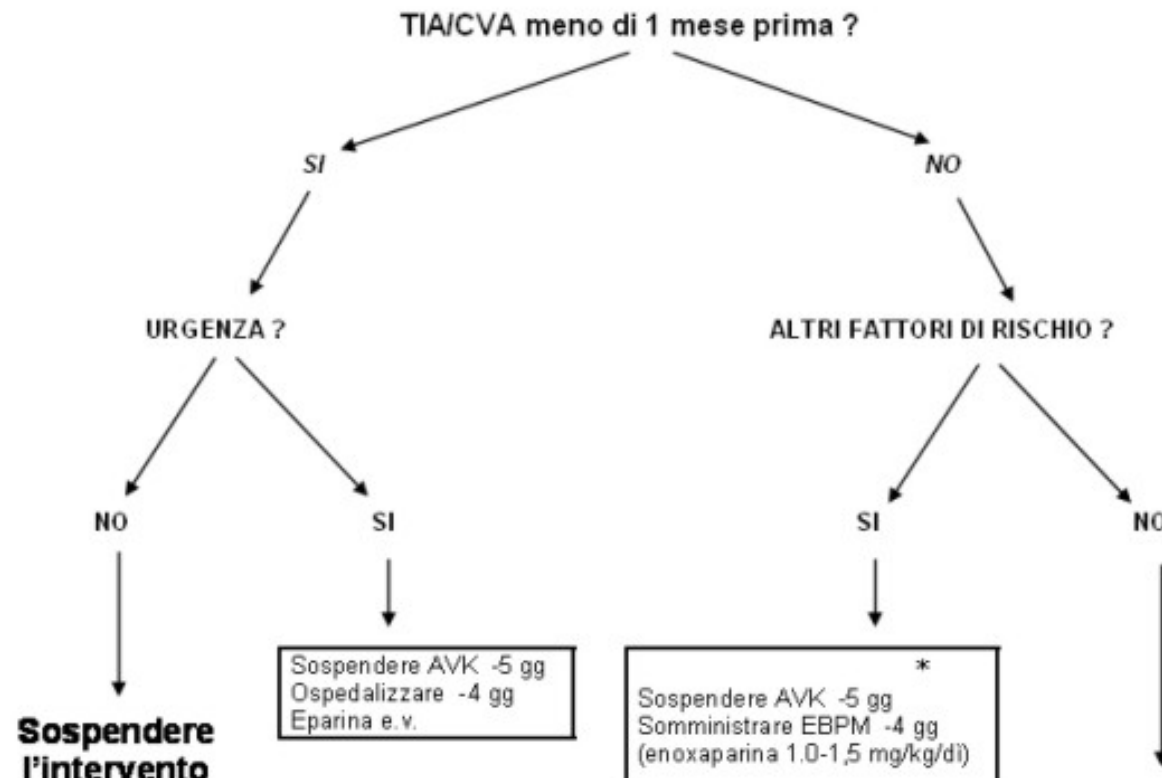 TIA/CVA meno di 1 mese prima ?
SI
NO
URGENZA ?
ALTRI FATTORI DI RISCHIO ?
NO
SI
SI
NO
Sospendere AVK -5 gg
Ospedalizzare -4 gg
Eparina e.v.
*
Sospendere AVK -5 gg
Somministrare EBPM -4 gg
(enoxaparina 1.0-1,5 mg/kg/dì)
Sospendere
l'intervento